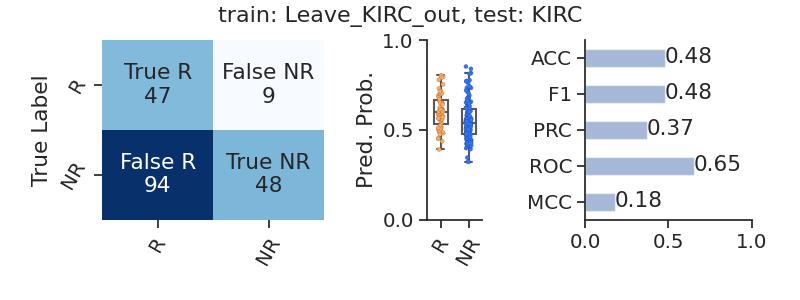 train: Leave_KIRC_out, test: KIRC
True Label
R
NR
True R
47
False NR
9
False R
94
True NR
48
R
NR
Pred. Prob.
1.0
0.5
0.0
R
NR
ACC
F1
PRC
ROC
MCC
0.48
0.48
0.37
0.65
0.18
0.0
0.5
1.0